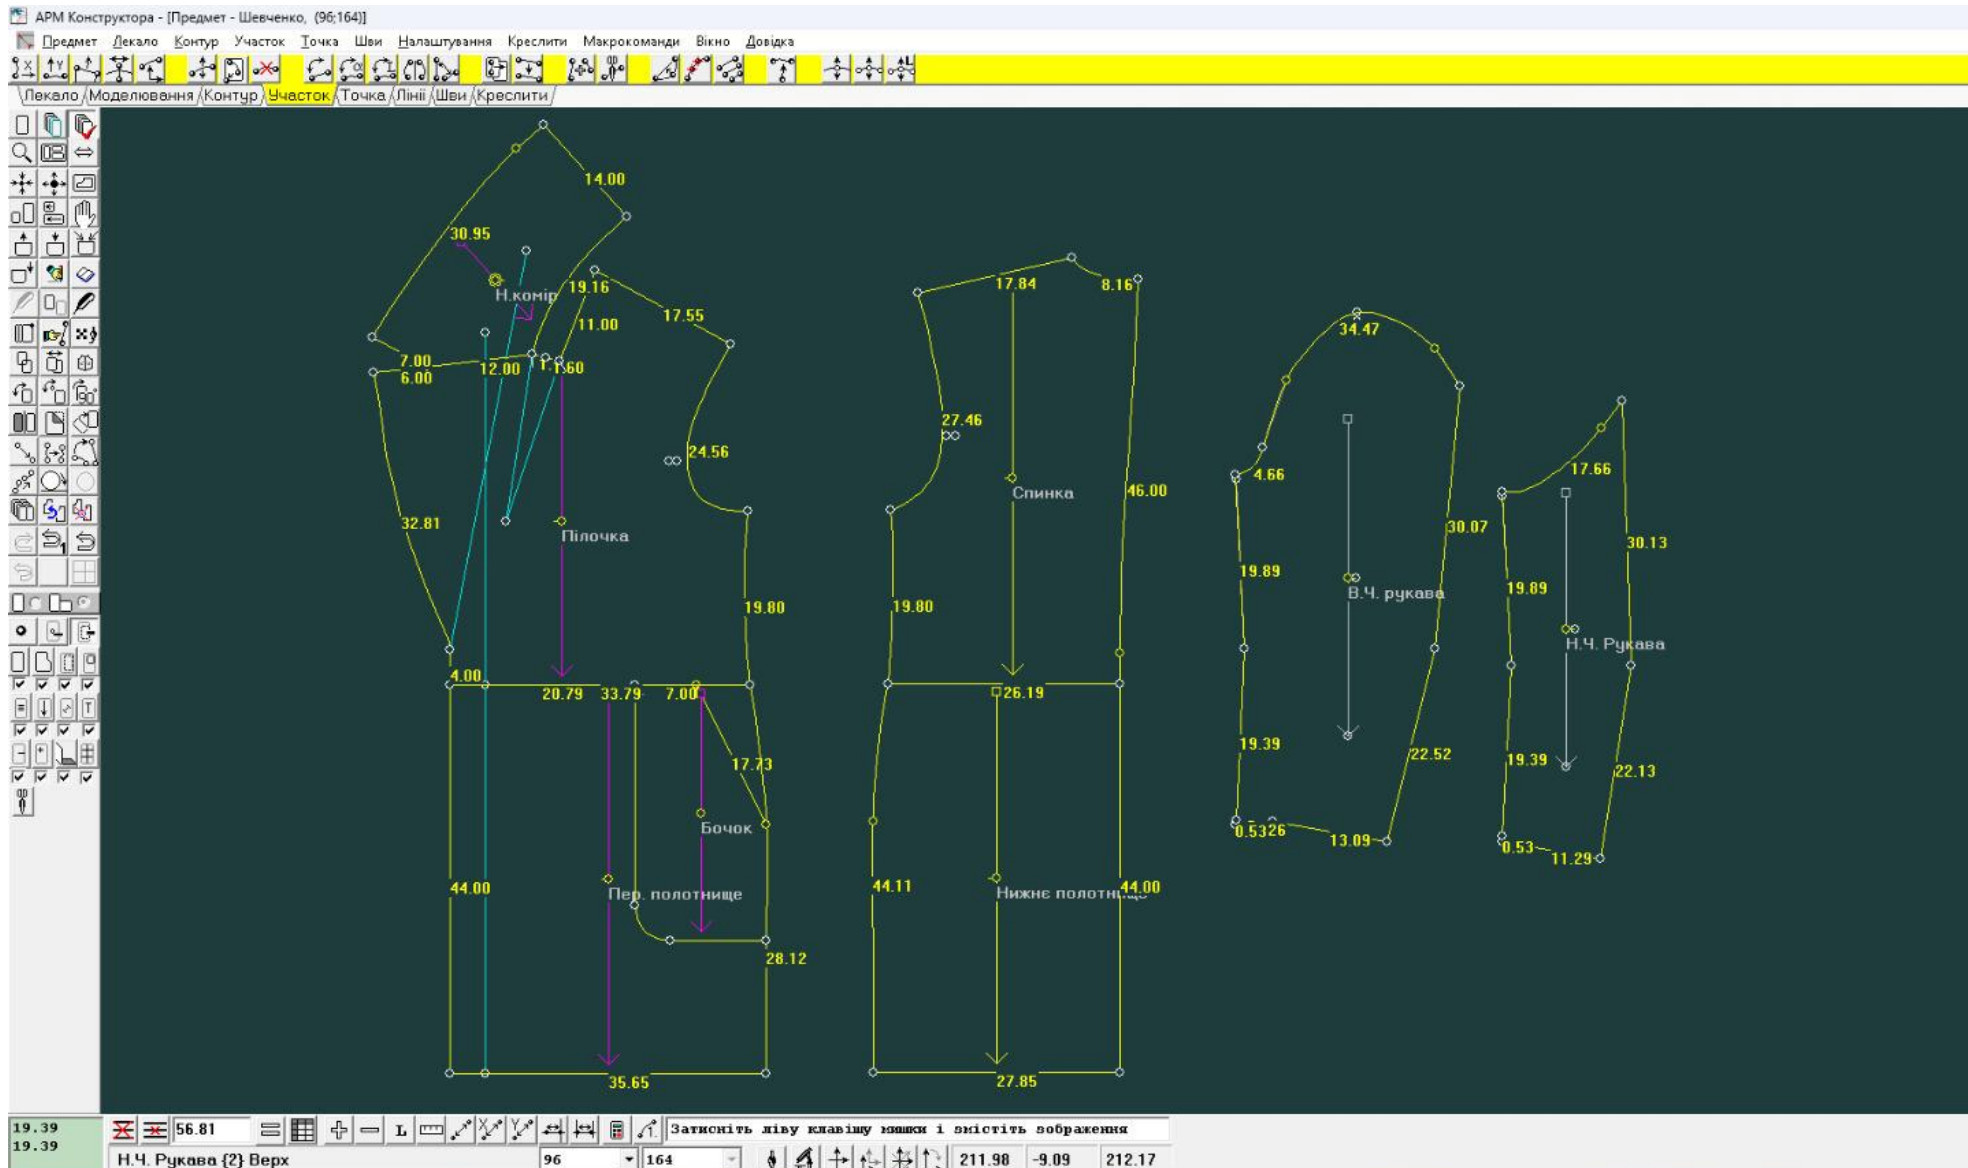 АРМ Конструктора - [Предмет - Шевченко, (96;164)]
Предмет Лекало Контур Участок Точка Шви Налаштування Креслити Макрокоманди Вікно Довідка
Лекало Моделювання Контур Участок Точка Лінії Шви Креслити
14.00
30.95
Н.комір
19.16
11.00
17.55
7.00
6.00
12.00
1.60
24.56
32.81
Пілочка
19.80
4.00
20.79 33.79 7.00
17.73
Бочок
44.00
Пер. полотнище
28.12
35.65
17.84
8.16
27.46
Спинка
46.00
19.80
26.19
44.11
Нижнє полотнище
44.00
27.85
34.47
4.66
19.89
30.07
В.Ч. рукава
19.39
22.52
0.5326
13.09
17.66
30.13
19.89
Н.Ч. Рукава
19.39
22.13
0.53
11.29
19.39
19.39
56.81
L
Затисніть ліву клавішу мишки і змістіть зображення
Н.Ч. Рукава {2} Верх
96
164
211.98 -9.09 212.17